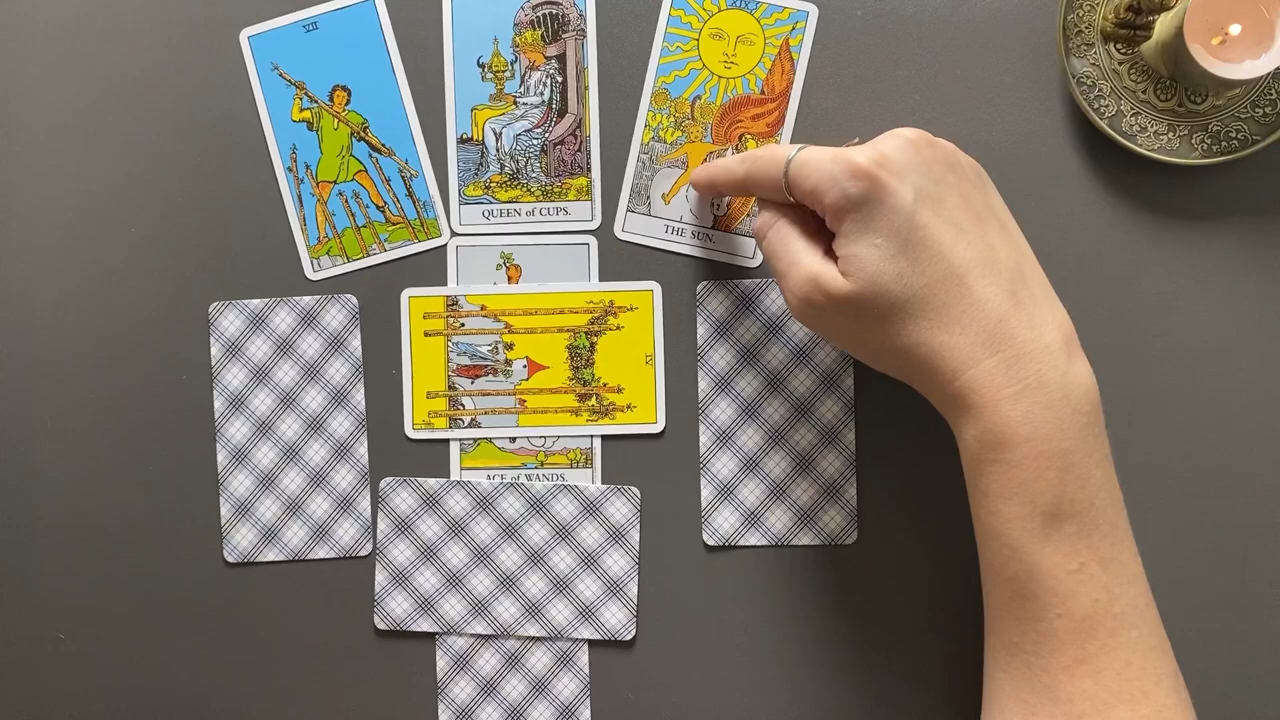 VII
QUEEN of CUPS.
XIX
THE SUN.
IV
ACE of WANDS.